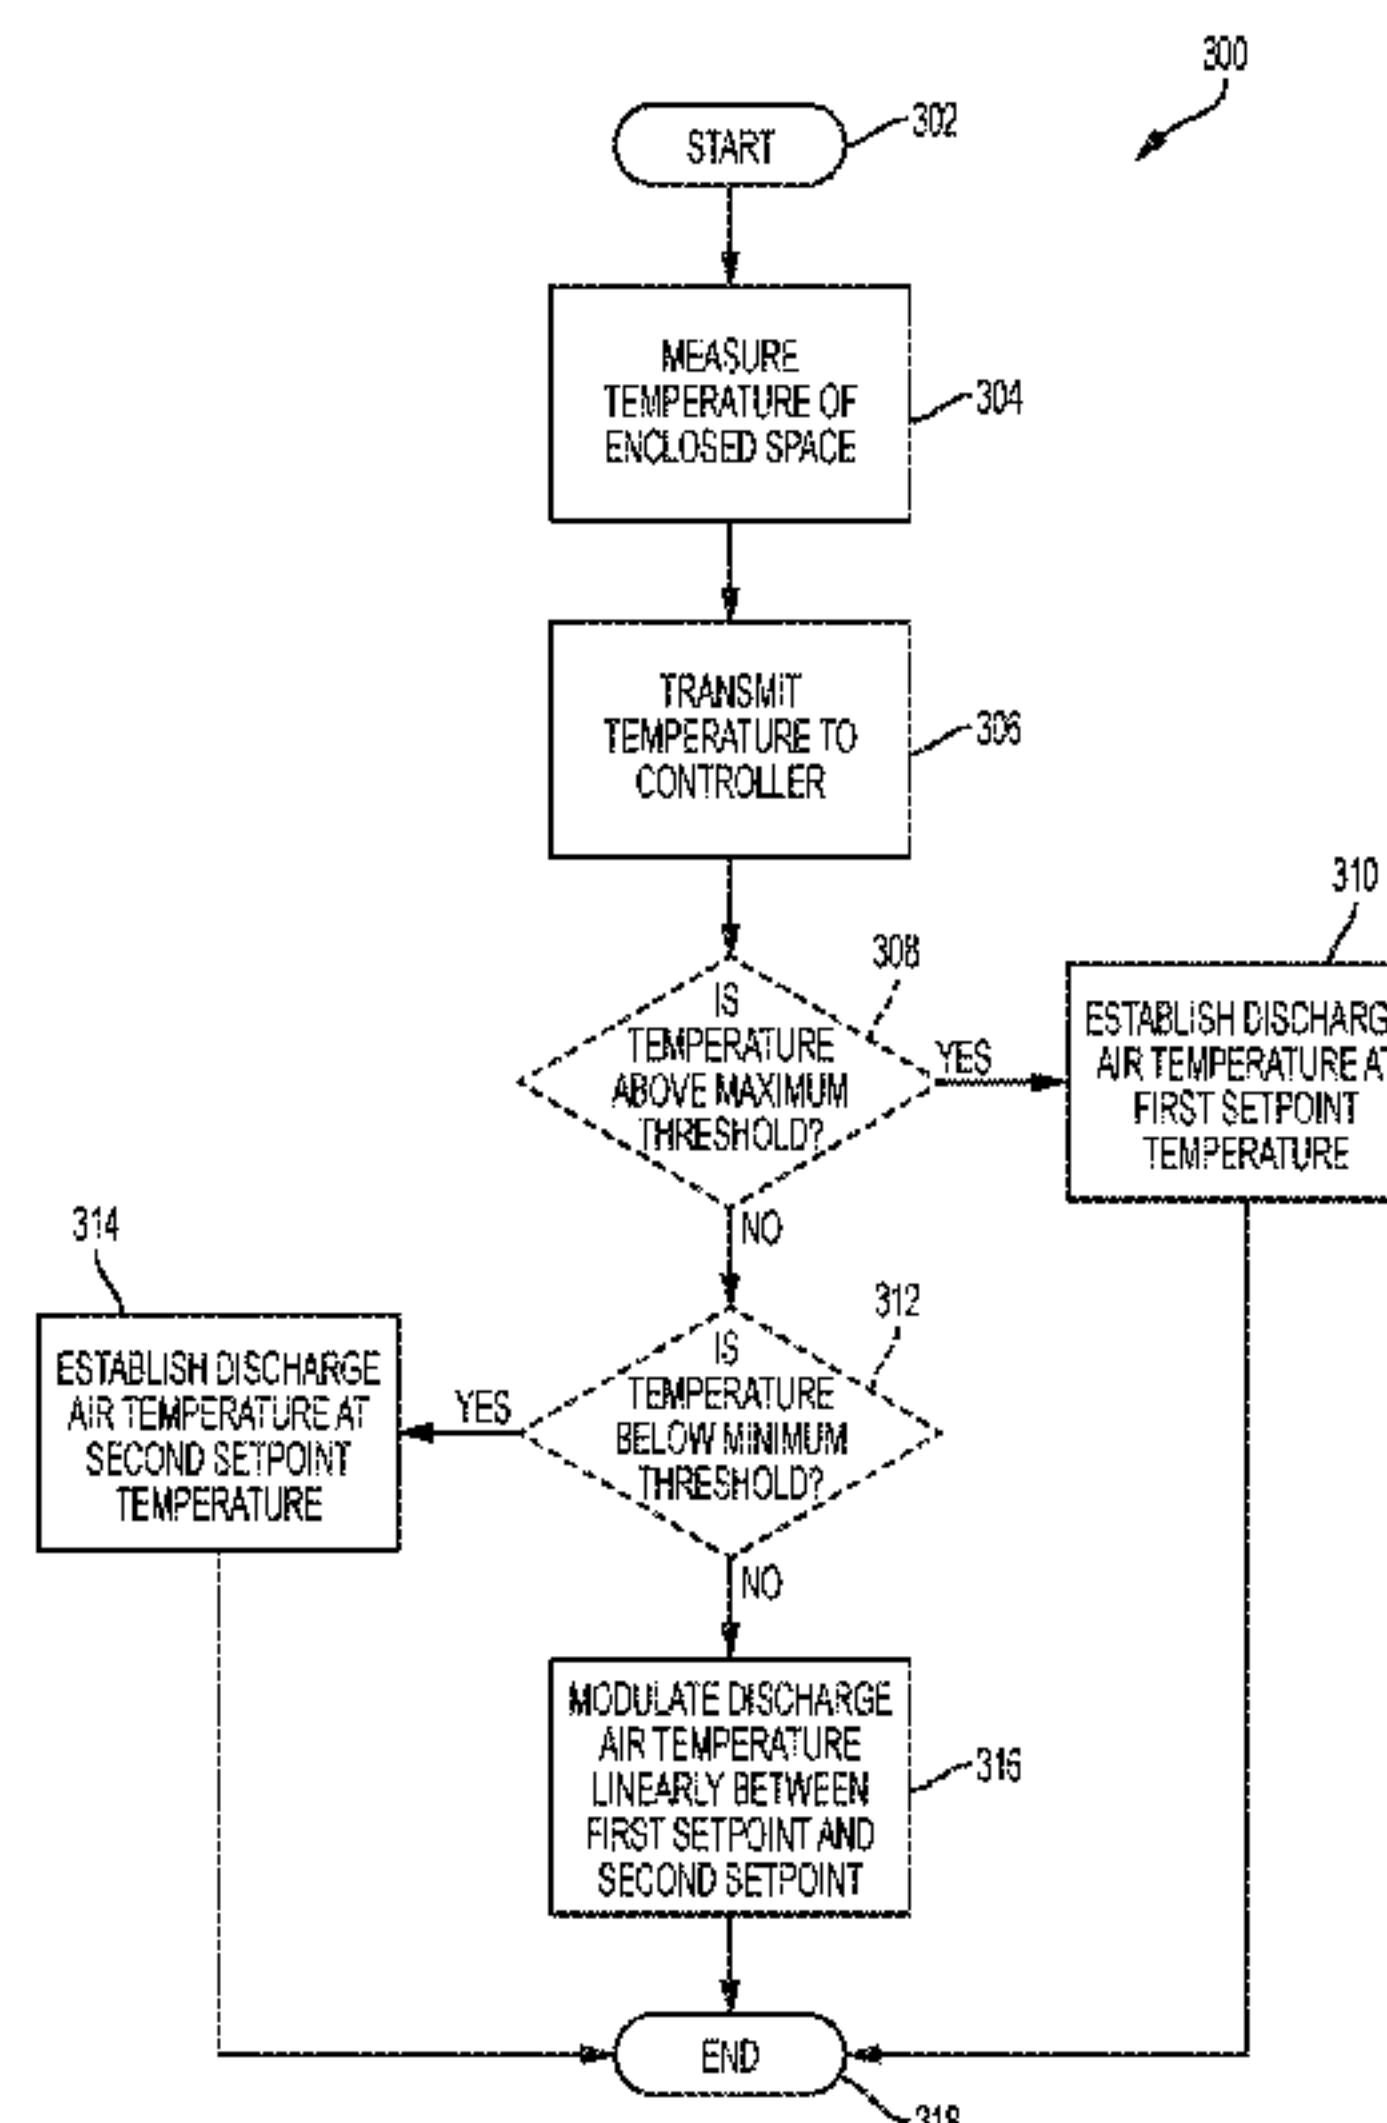 300
START
302
MEASURE
TEMPERATURE OF
ENCLOSED SPACE
304
TRANSMIT
TEMPERATURE TO
CONTROLLER
306
308
IS
TEMPERATURE
ABOVE MAXIMUM
THRESHOLD?
YES
310
ESTABLISH DISCHARG
AIR TEMPERATURE AT
FIRST SETPOINT
TEMPERATURE
NO
312
IS
TEMPERATURE
BELOW MINIMUM
THRESHOLD?
YES
314
ESTABLISH DISCHARGE
AIR TEMPERATURE AT
SECOND SETPOINT
TEMPERATURE
NO
MODULATE DISCHARGE
AIR TEMPERATURE
LINEARLY BETWEEN
FIRST SETPOINT AND
SECOND SETPOINT
316
END
318